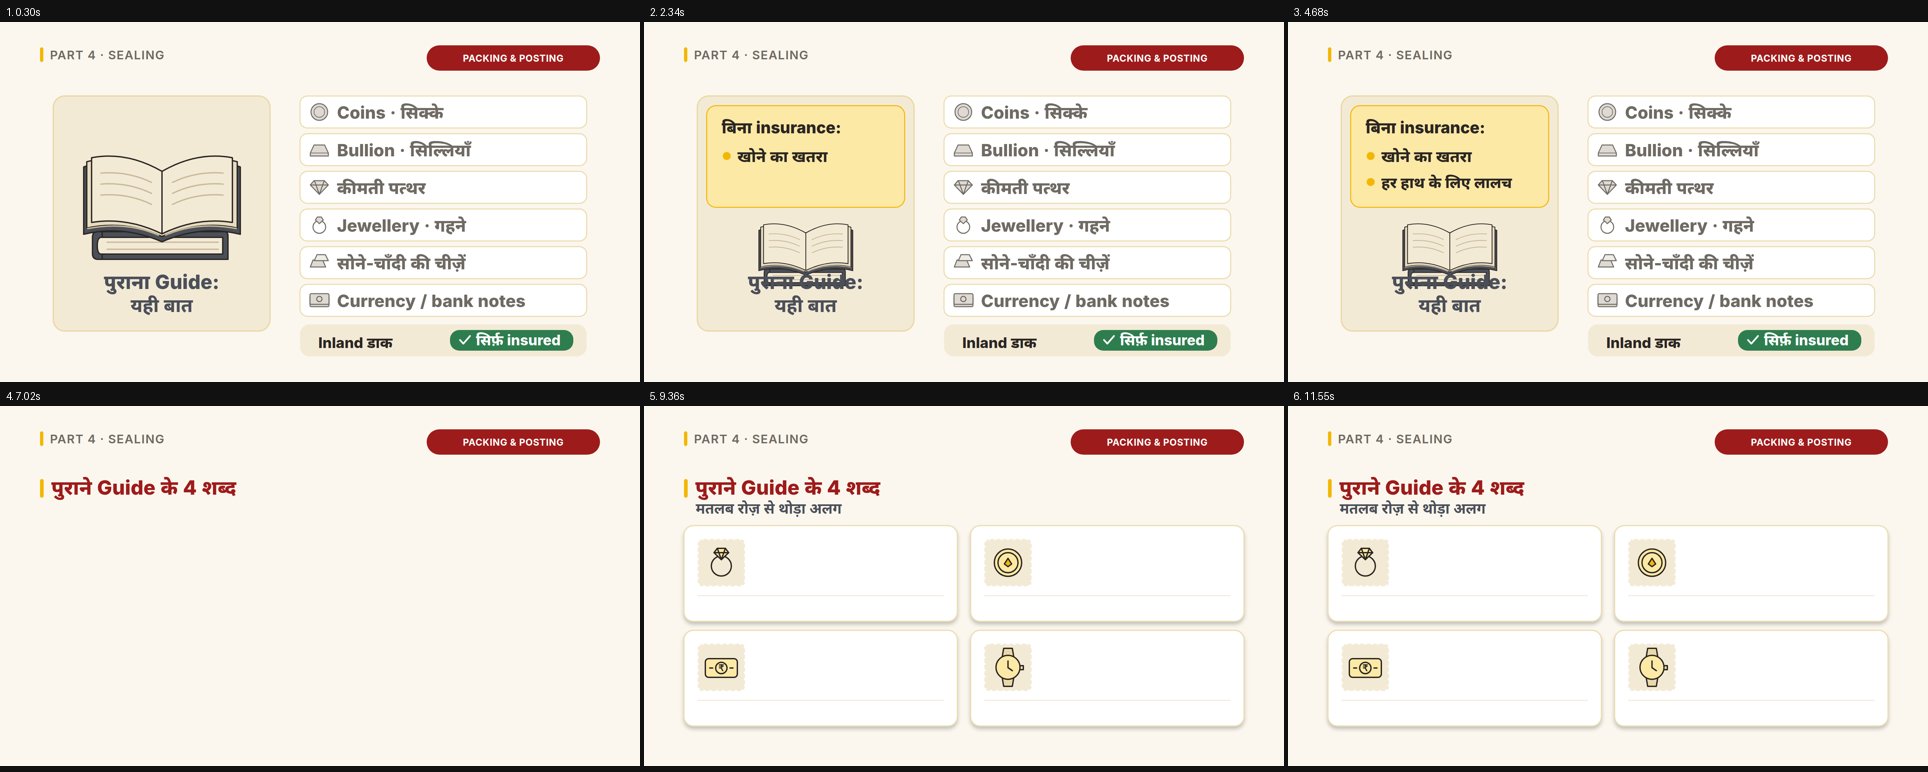 1. 0.30s
PART 4 · SEALING
PACKING & POSTING
पुराना Guide:
यही बात
Coins · सिक्के
Bullion · सिल्लियाँ
कीमती पत्थर
Jewellery · गहने
सोने-चाँदी की चीज़ें
Currency / bank notes
Inland डाक
सिर्फ़ insured
2. 2.34s
PART 4 · SEALING
PACKING & POSTING
बिना insurance:
खोने का खतरा
पुराना Guide:
यही बात
Coins · सिक्के
Bullion · सिल्लियाँ
कीमती पत्थर
Jewellery · गहने
सोने-चाँदी की चीज़ें
Currency / bank notes
Inland डाक
सिर्फ़ insured
3. 4.68s
PART 4 · SEALING
PACKING & POSTING
बिना insurance:
खोने का खतरा
हर हाथ के लिए लालच
पुराना Guide:
यही बात
Coins · सिक्के
Bullion · सिल्लियाँ
कीमती पत्थर
Jewellery · गहने
सोने-चाँदी की चीज़ें
Currency / bank notes
Inland डाक
सिर्फ़ insured
4. 7.02s
PART 4 · SEALING
PACKING & POSTING
पुराने Guide के 4 शब्द
5. 9.36s
PART 4 · SEALING
PACKING & POSTING
पुराने Guide के 4 शब्द
मतलब रोज़ से थोड़ा अलग
₹
6. 11.55s
PART 4 · SEALING
PACKING & POSTING
पुराने Guide के 4 शब्द
मतलब रोज़ से थोड़ा अलग
₹